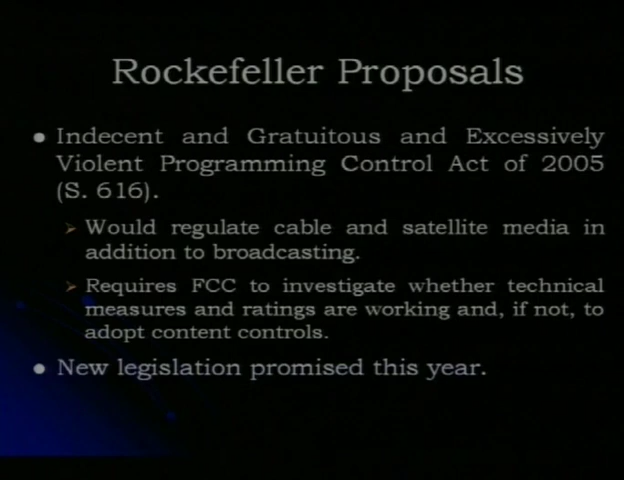 Rockefeller Proposals
● Indecent and Gratuitous and Excessively
Violent Programming Control Act of 2005
(S. 616).
➢ Would regulate cable and satellite media in
addition to broadcasting.
➢ Requires FCC to investigate whether technical
measures and ratings are working and, if not, to
adopt content controls.
● New legislation promised this year.